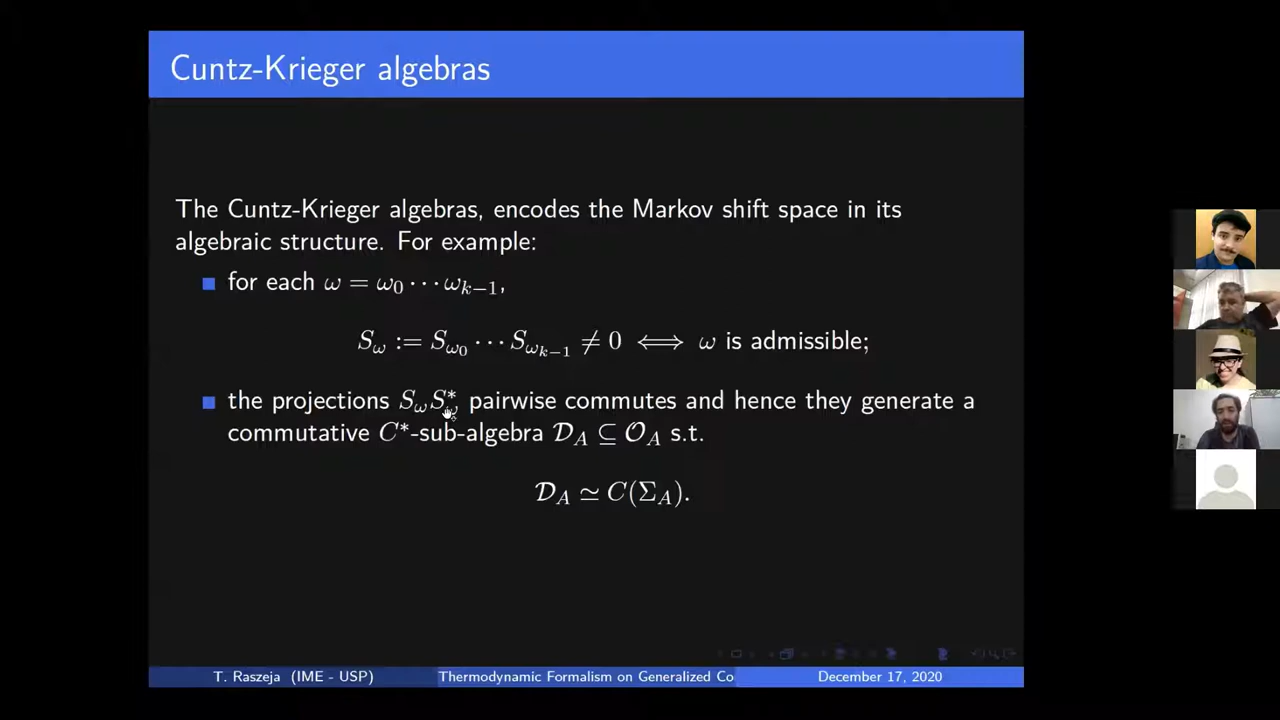 Cuntz-Krieger algebras
The Cuntz-Krieger algebras, encodes the Markov shift space in its
algebraic structure. For example:
for each ω = ω₀ ⋯ ωₖ₋₁,
S_ω := S_{ω₀} ⋯ S_{ω_{k−1}} ≠ 0 ⟺ ω is admissible;
the projections S_ω S_ω^* pairwise commutes and hence they generate a
commutative C*-sub-algebra 𝒟_A ⊆ 𝒪_A s.t.
𝒟_A ≃ C(Σ_A).
T. Raszeja (IME - USP) Thermodynamic Formalism on Generalized Co December 17, 2020